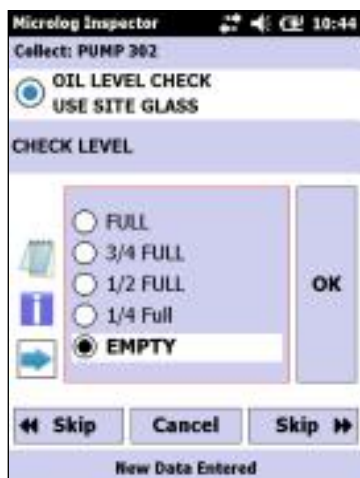 Microlog Inspector 10:44
Collect: PUMP 302
OIL LEVEL CHECK
USE SITE GLASS
CHECK LEVEL
FULL
3/4 FULL
1/2 FULL
1/4 Full
EMPTY
OK
Skip Cancel Skip
New Data Entered